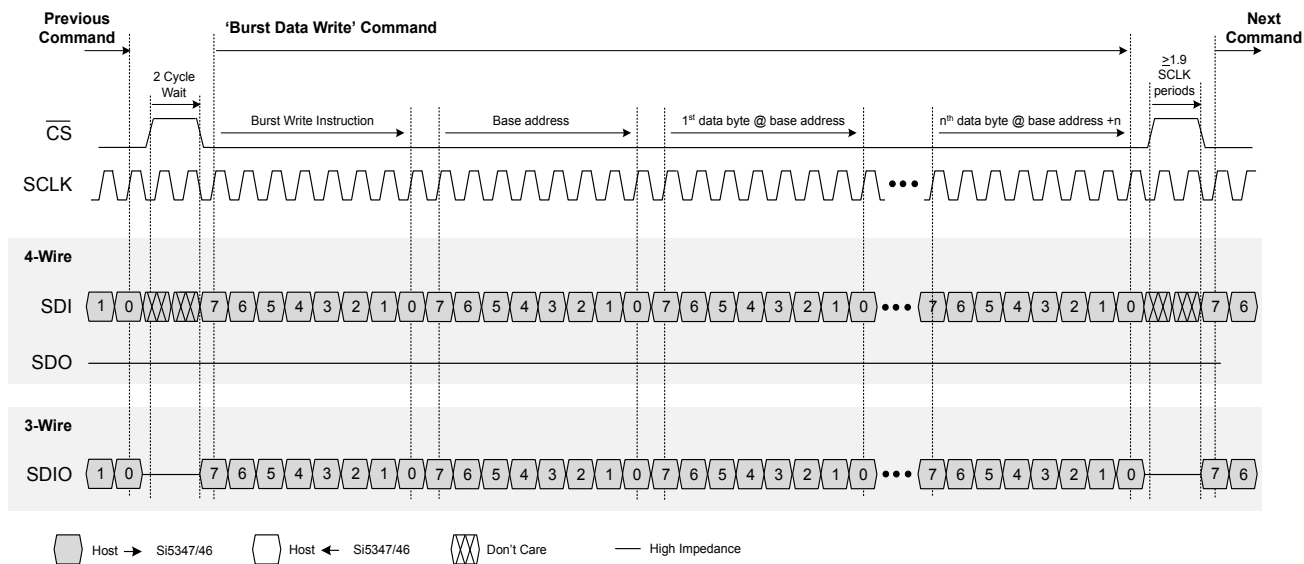 Previous
Command
'Burst Data Write' Command
Next
Command
2 Cycle
Wait
≥1.9
SCLK
periods
Burst Write Instruction
Base address
1st data byte @ base address
nth data byte @ base address +n
CS
SCLK
4-Wire
SDI 1 0 7 6 5 4 3 2 1 0 7 6 5 4 3 2 1 0 7 6 5 4 3 2 1 0 7 6 5 4 3 2 1 0 7 6
SDO
3-Wire
SDIO 1 0 7 6 5 4 3 2 1 0 7 6 5 4 3 2 1 0 7 6 5 4 3 2 1 0 7 6 5 4 3 2 1 0 7 6
Host → Si5347/46 Host ← Si5347/46 Don't Care High Impedance